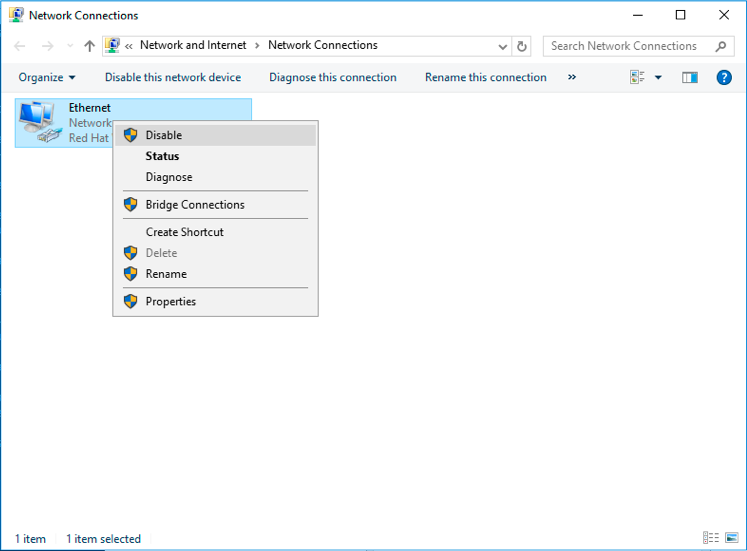 Network Connections
« Network and Internet > Network Connections
Search Network Connections
Organize Disable this network device Diagnose this connection Rename this connection »
Ethernet
Network
Red Hat
Disable
Status
Diagnose
Bridge Connections
Create Shortcut
Delete
Rename
Properties
1 item 1 item selected